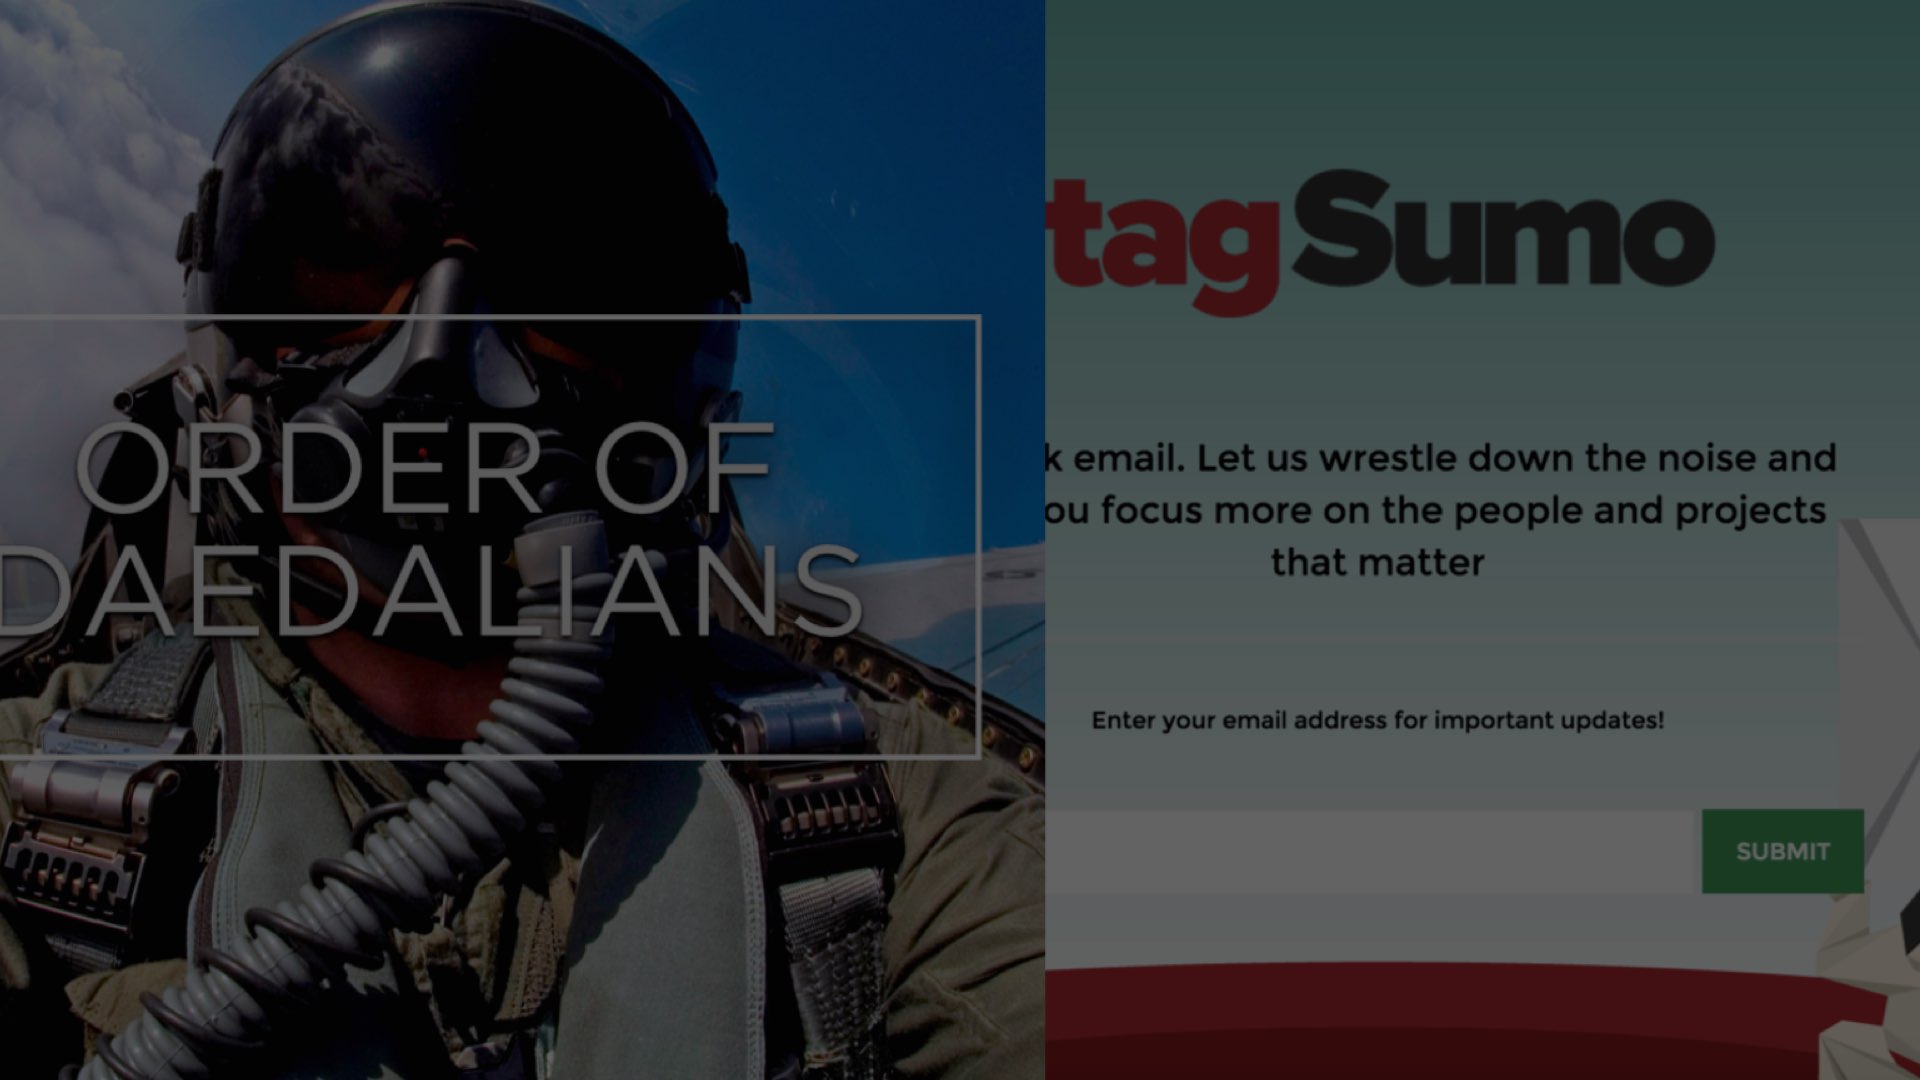 ORDER OF
DAEDALIANS
tagSumo
k email. Let us wrestle down the noise and
ou focus more on the people and projects
that matter
Enter your email address for important updates!
SUBMIT